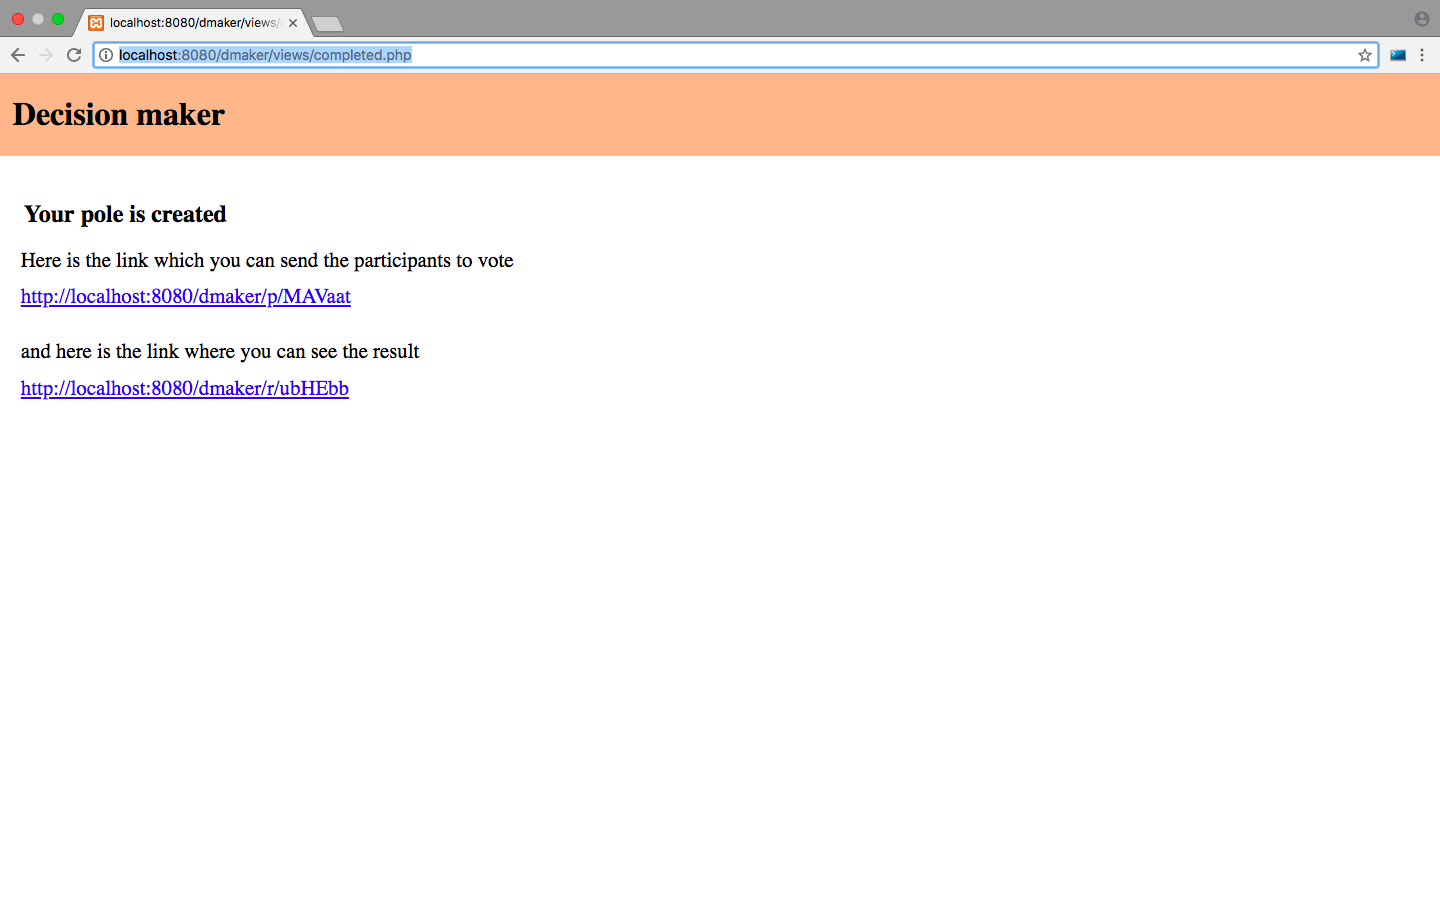 localhost:8080/dmaker/views/
localhost:8080/dmaker/views/completed.php
Decision maker
Your pole is created
Here is the link which you can send the participants to vote
http://localhost:8080/dmaker/p/MAVaat
and here is the link where you can see the result
http://localhost:8080/dmaker/r/ubHEbb